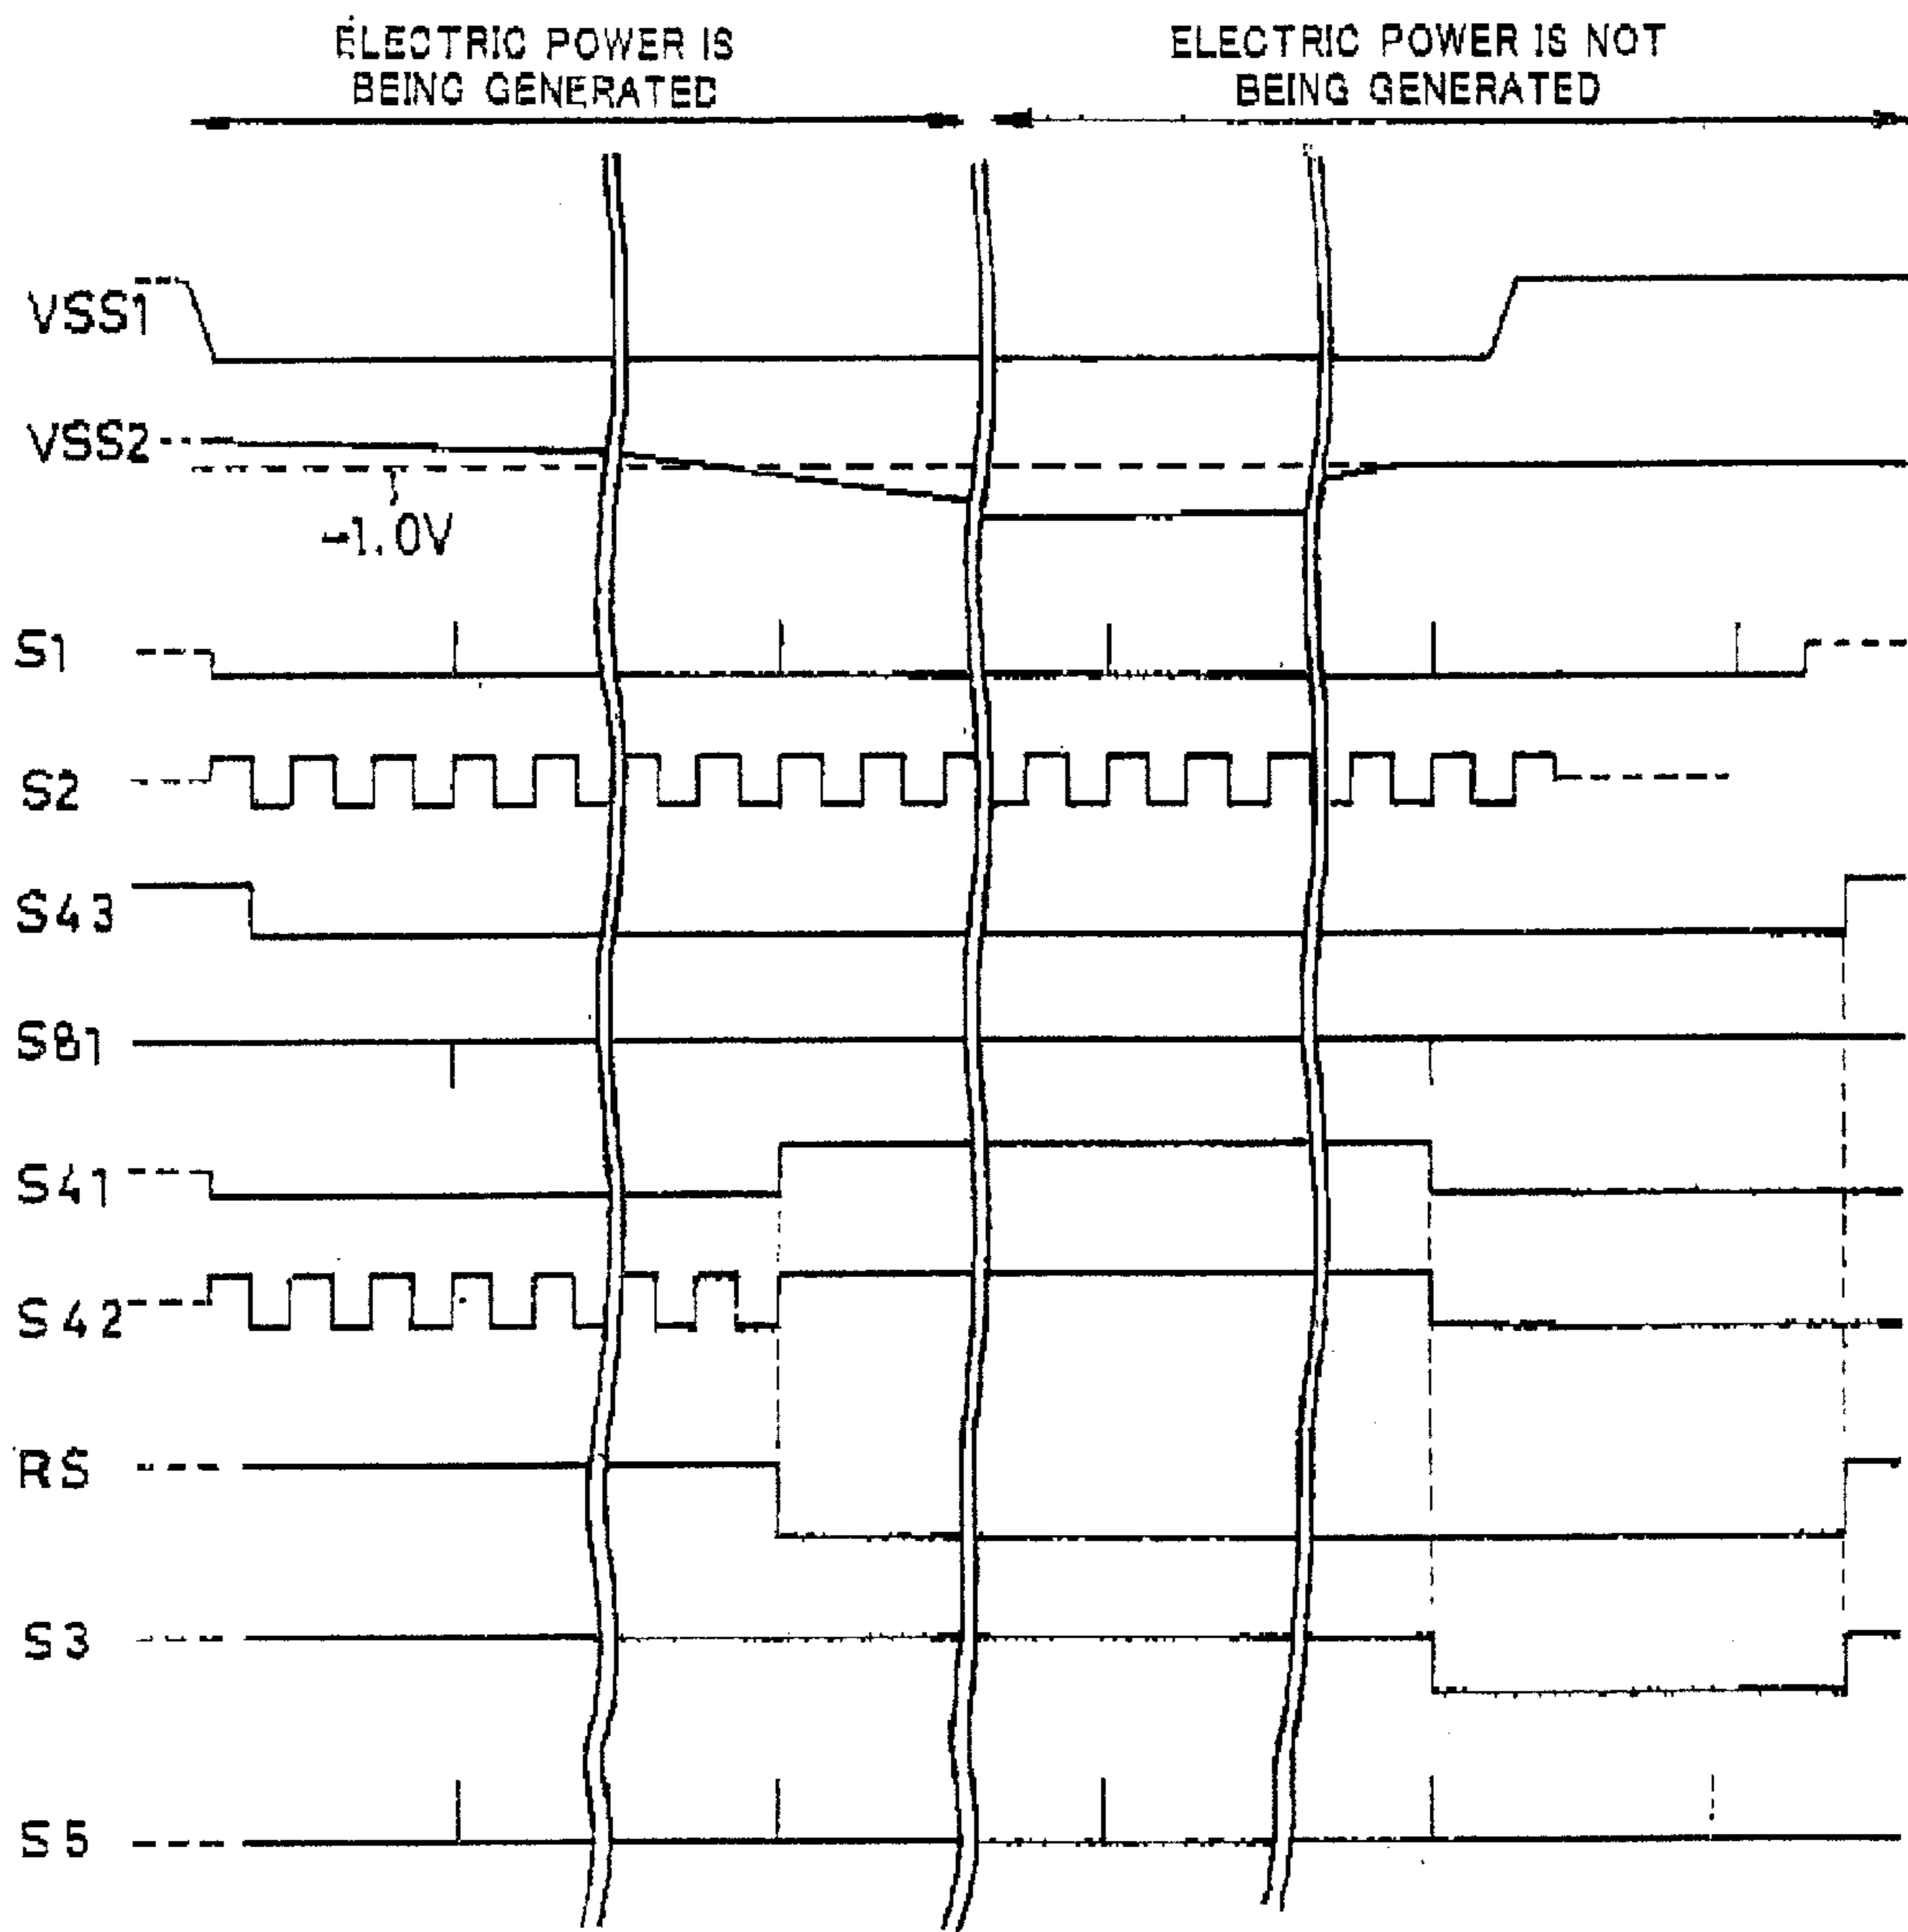 ELECTRIC POWER IS
BEING GENERATED
ELECTRIC POWER IS NOT
BEING GENERATED
VSS1
VSS2
-1.0V
S1
S2
S43
S81
S41
S42
RS
S3
S5